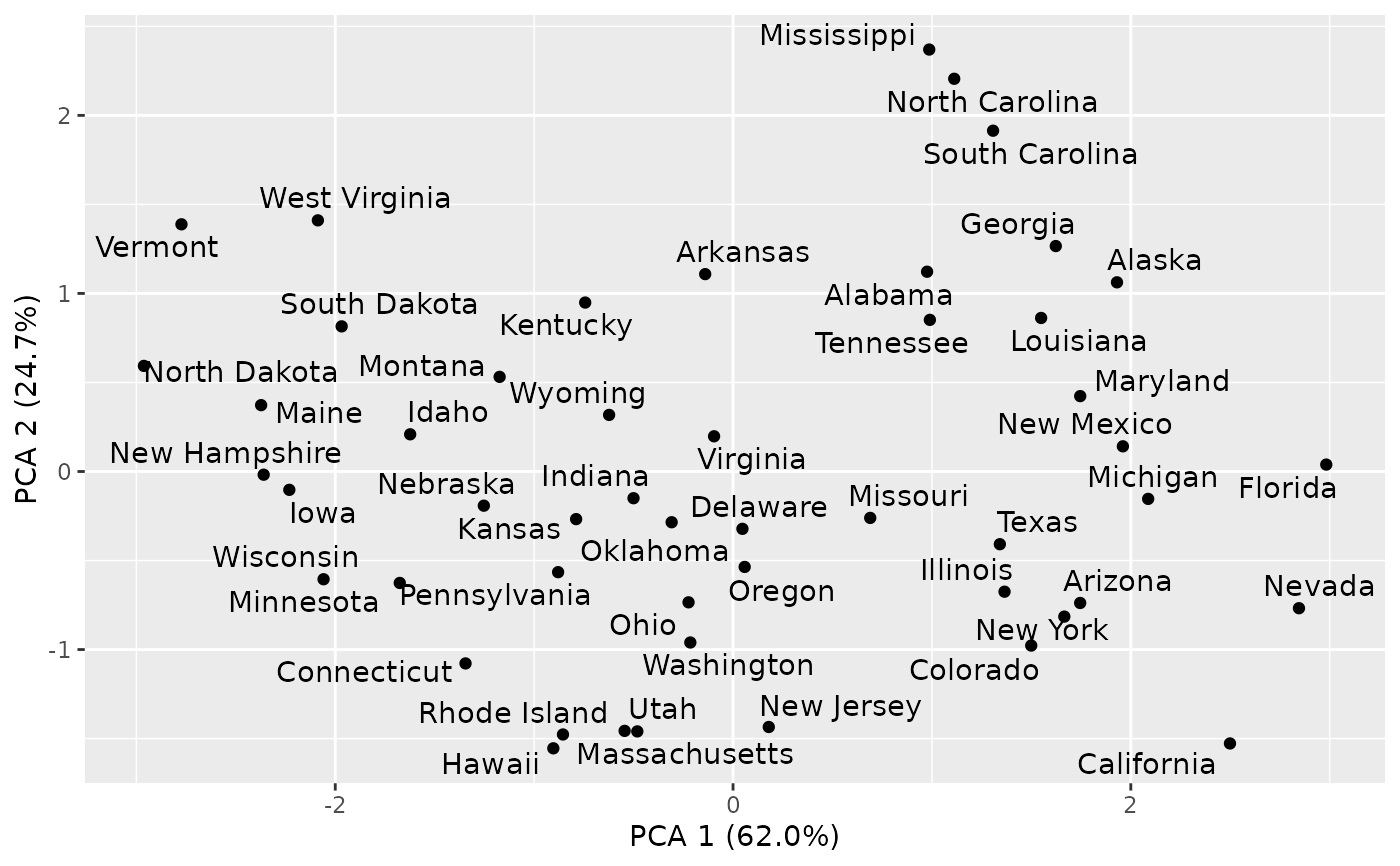 Mississippi
North Carolina
South Carolina
West Virginia
Vermont
Georgia
Arkansas
Alaska
Alabama
South Dakota
Kentucky
Tennessee
Louisiana
North Dakota
Montana
Maryland
Wyoming
Maine
Idaho
New Mexico
New Hampshire
Virginia
Indiana
Michigan
Nebraska
Florida
Missouri
Delaware
Iowa
Texas
Kansas
Oklahoma
Wisconsin
Illinois
Arizona
Nevada
Oregon
Pennsylvania
Minnesota
Ohio
New York
Washington
Colorado
Connecticut
New Jersey
Utah
Rhode Island
Massachusetts
Hawaii
California
2
1
0
-1
-2
0
2
PCA 1 (62.0%)
PCA 2 (24.7%)